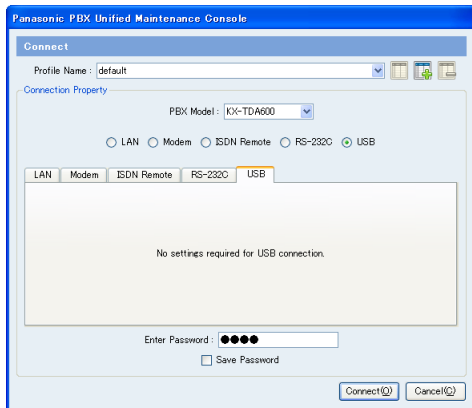 Panasonic PBX Unified Maintenance Console
Connect
Profile Name : default
Connection Property
PBX Model : KX-TDA600
LAN Modem ISDN Remote RS-232C USB
LAN Modem ISDN Remote RS-232C USB
No settings required for USB connection.
Enter Password : ●●●●
Save Password
Connect(O) Cancel(C)